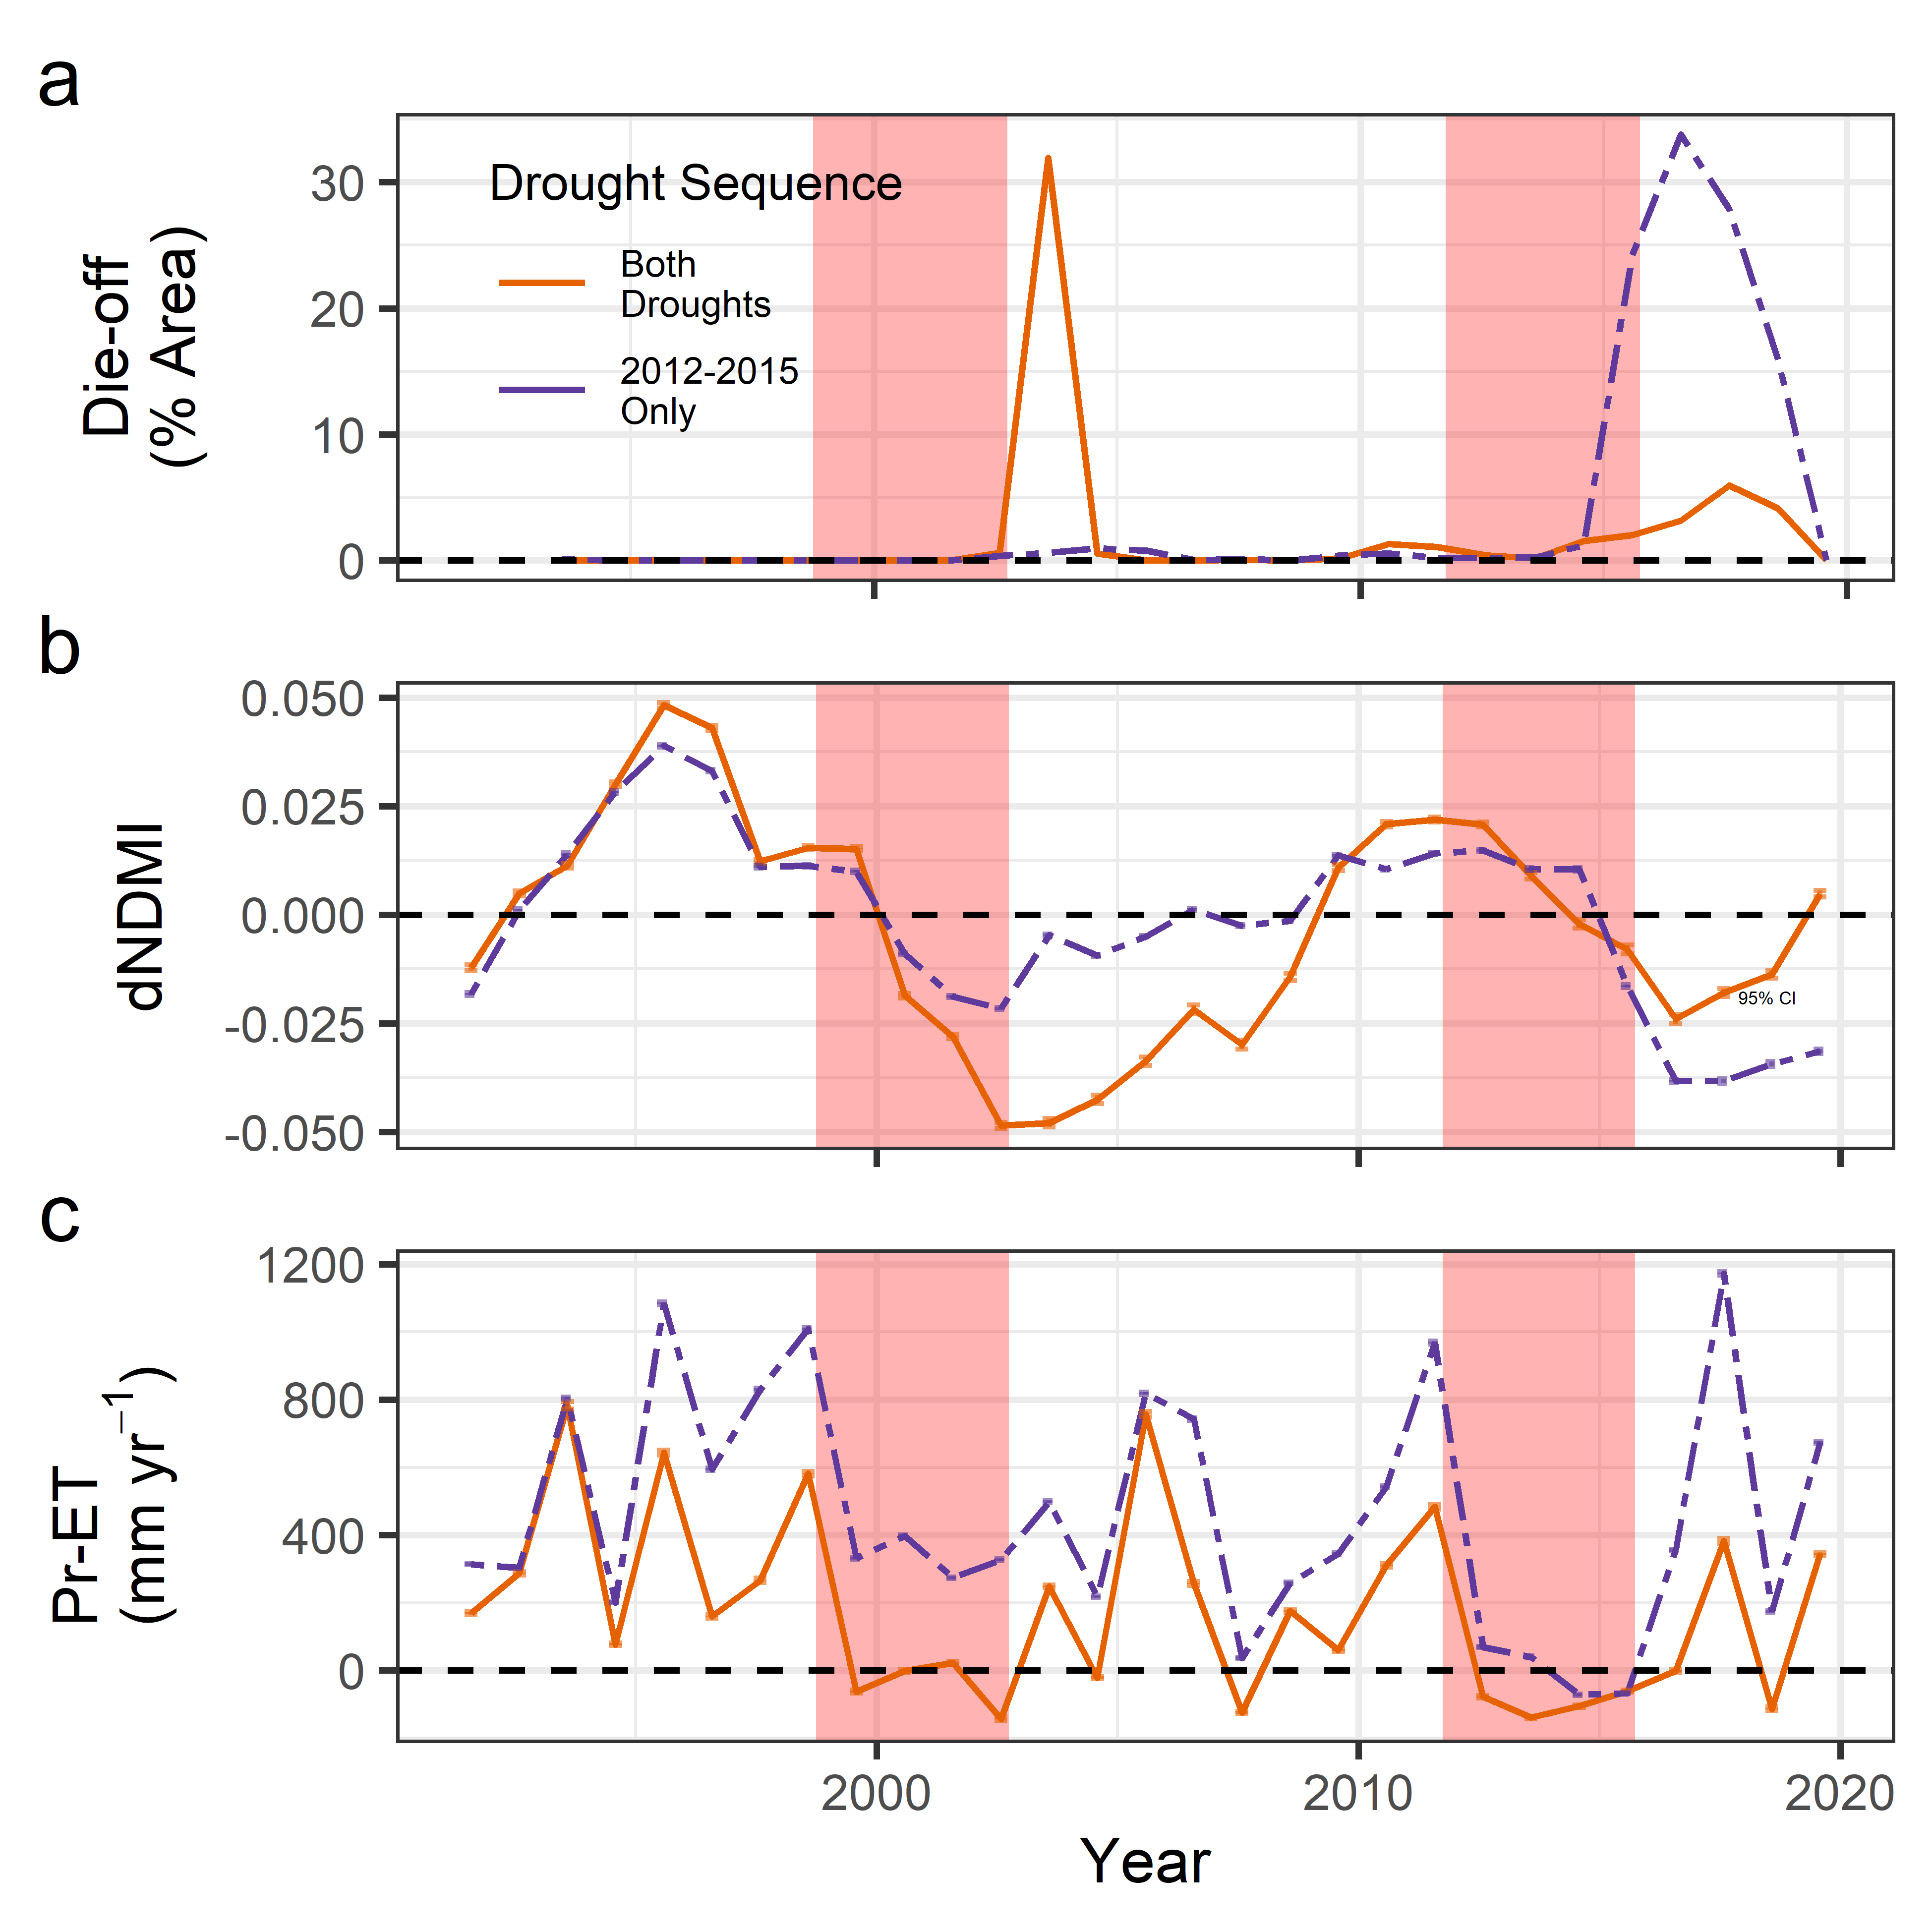 a
Die-off
(% Area)
30
20
10
0
Drought Sequence
Both
Droughts
2012-2015
Only
b
dNDMI
0.050
0.025
0.000
-0.025
-0.050
95% CI
c
Pr-ET
(mm yr⁻¹)
1200
800
400
0
2000
2010
2020
Year